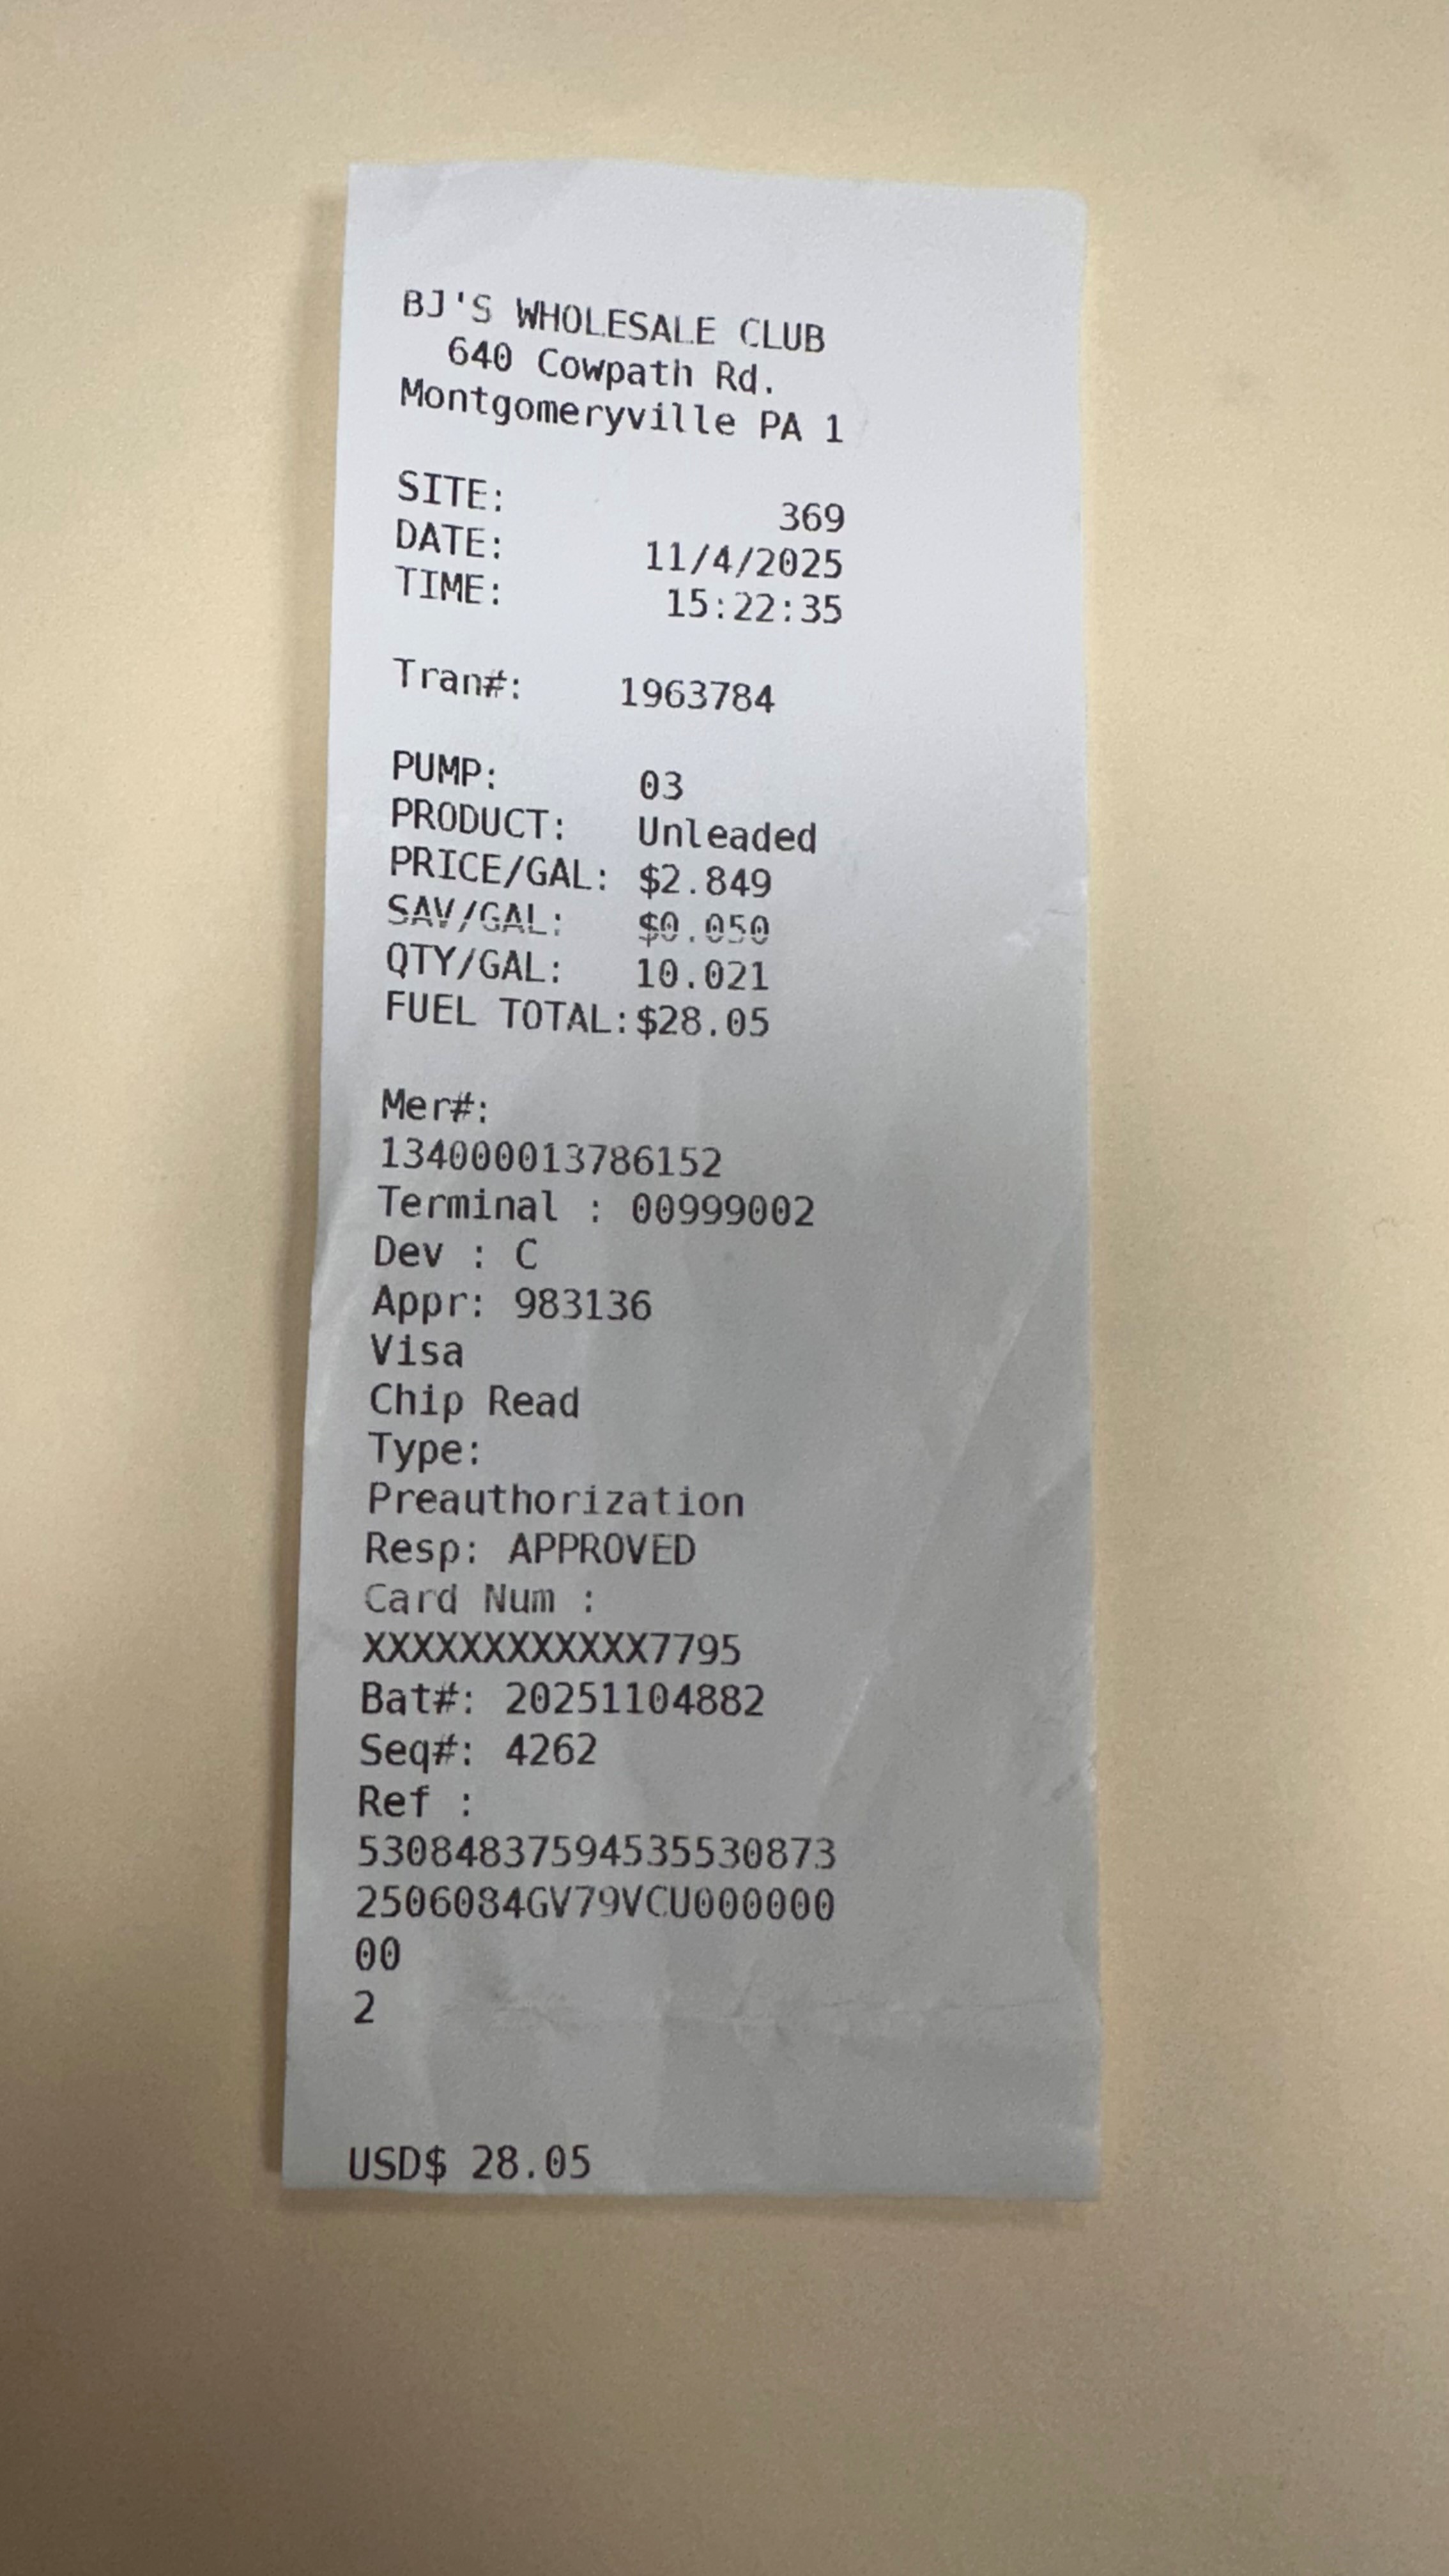 BJ'S WHOLESALE CLUB
640 Cowpath Rd.
Montgomeryville PA 1
SITE: 369
DATE: 11/4/2025
TIME: 15:22:35
Tran#: 1963784
PUMP: 03
PRODUCT: Unleaded
PRICE/GAL: $2.849
SAV/GAL: $0.050
QTY/GAL: 10.021
FUEL TOTAL:$28.05
Mer#:
134000013786152
Terminal : 00999002
Dev : C
Appr: 983136
Visa
Chip Read
Type:
Preauthorization
Resp: APPROVED
Card Num :
XXXXXXXXXXXX7795
Bat#: 20251104882
Seq#: 4262
Ref :
53084837594535530873
2506084GV79VCU000000
00
2
USD$ 28.05